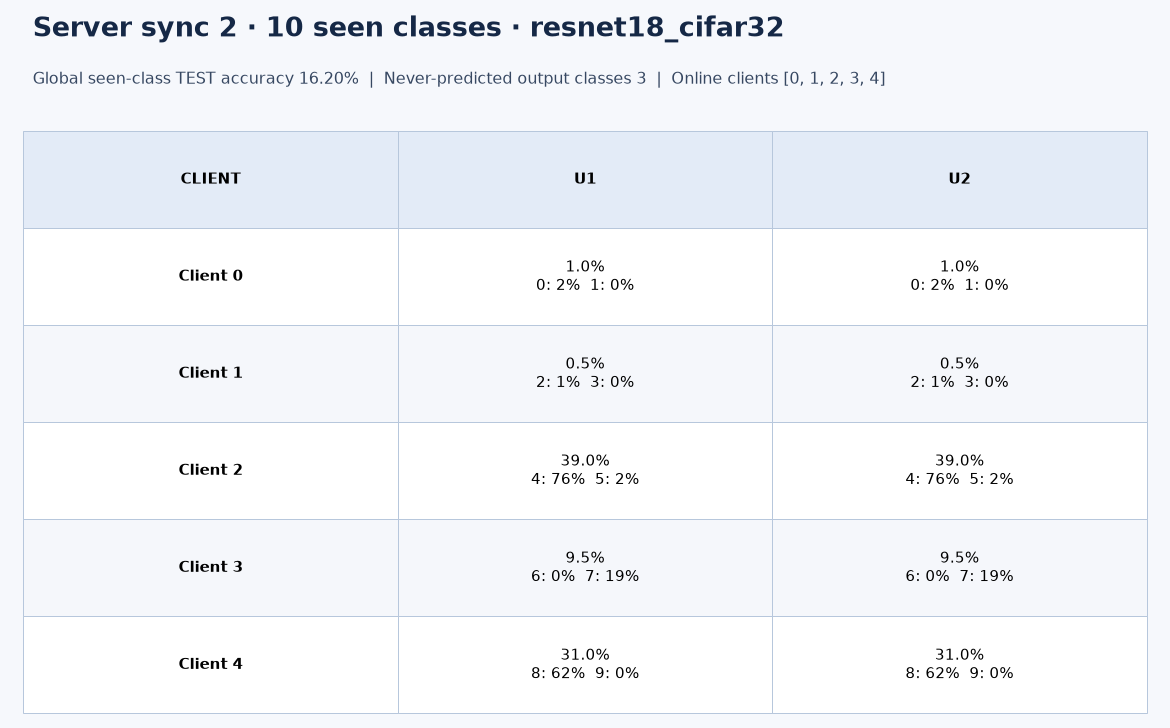 Server sync 2 · 10 seen classes · resnet18_cifar32
Global seen-class TEST accuracy 16.20%  |  Never-predicted output classes 3  |  Online clients [0, 1, 2, 3, 4]
CLIENT U1 U2
Client 0
1.0%
0: 2%  1: 0%
1.0%
0: 2%  1: 0%
Client 1
0.5%
2: 1%  3: 0%
0.5%
2: 1%  3: 0%
Client 2
39.0%
4: 76%  5: 2%
39.0%
4: 76%  5: 2%
Client 3
9.5%
6: 0%  7: 19%
9.5%
6: 0%  7: 19%
Client 4
31.0%
8: 62%  9: 0%
31.0%
8: 62%  9: 0%